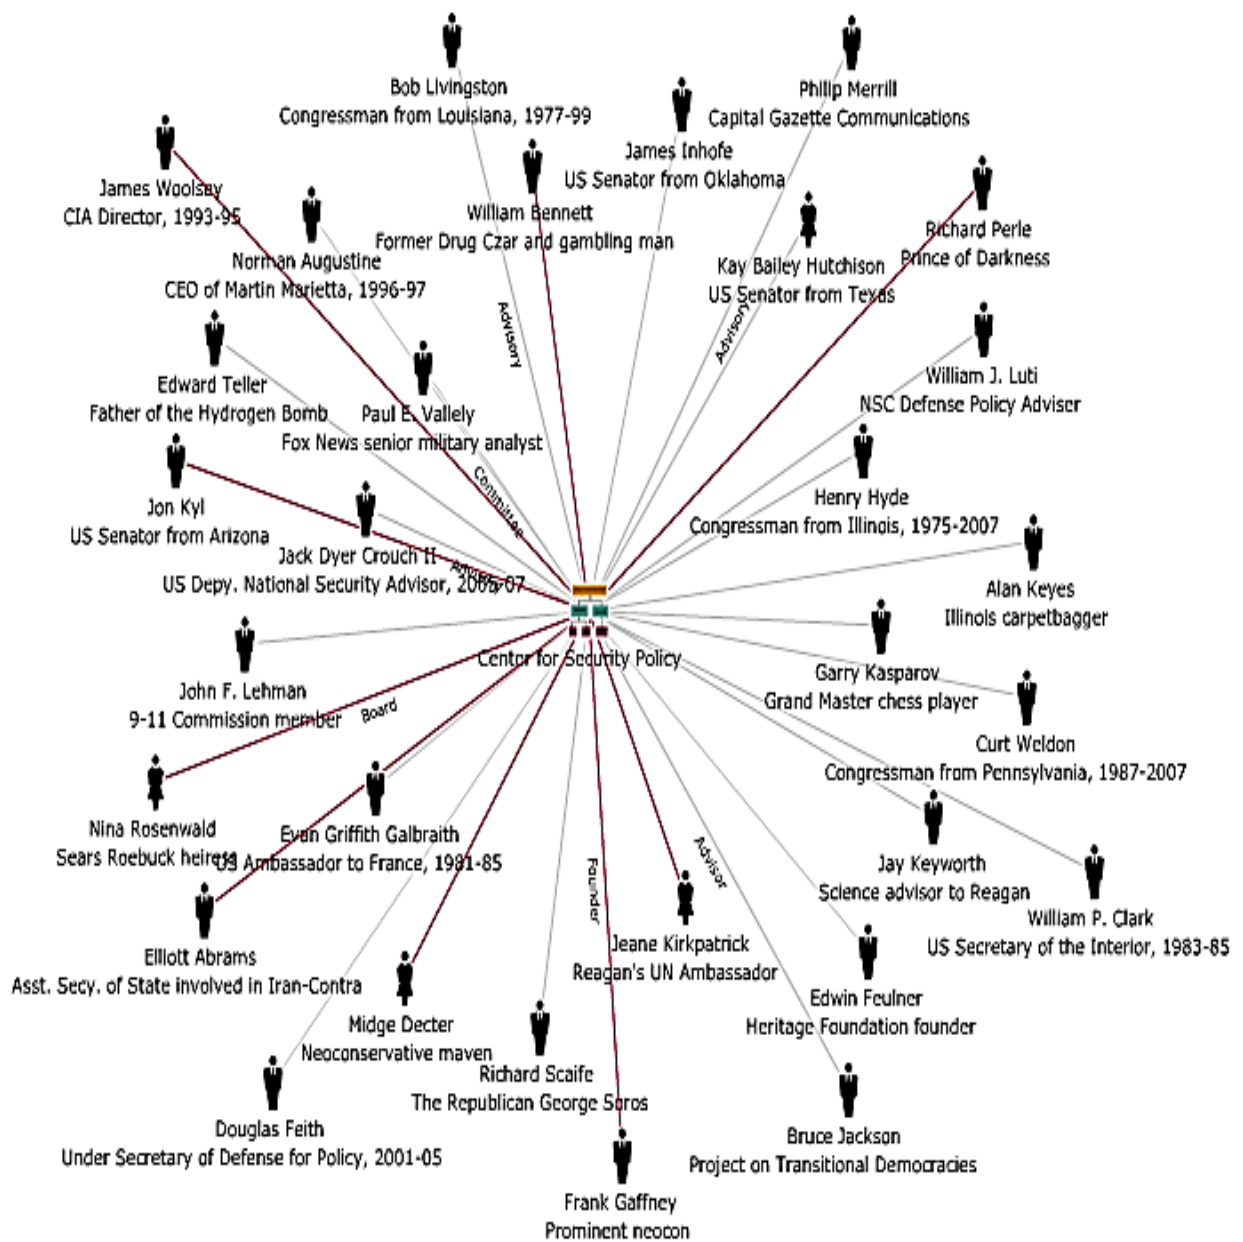 Bob Livingston
Congressman from Louisiana, 1977-99
Philip Merrill
Capital Gazette Communications
James Inhofe
US Senator from Oklahoma
James Woolsey
CIA Director, 1993-95
William Bennett
Former Drug Czar and gambling man
Richard Perle
Prince of Darkness
Norman Augustine
CEO of Martin Marietta, 1996-97
Kay Bailey Hutchison
US Senator from Texas
Advisory
Advisory
Edward Teller
Father of the Hydrogen Bomb
Paul E. Vallely
Fox News senior military analyst
William J. Luti
NSC Defense Policy Adviser
Committee
Jon Kyl
US Senator from Arizona
Henry Hyde
Congressman from Illinois, 1975-2007
Jack Dyer Crouch II
US Depy. National Security Advisor, 2005-07
Alan Keyes
Illinois carpetbagger
Center for Security Policy
John F. Lehman
9-11 Commission member
Board
Garry Kasparov
Grand Master chess player
Curt Weldon
Congressman from Pennsylvania, 1987-2007
Nina Rosenwald
Sears Roebuck heiress
Evan Griffith Galbraith
US Ambassador to France, 1981-85
Founder
Advisor
Jay Keyworth
Science advisor to Reagan
William P. Clark
US Secretary of the Interior, 1983-85
Elliott Abrams
Asst. Secy. of State involved in Iran-Contra
Jeane Kirkpatrick
Reagan's UN Ambassador
Midge Decter
Neoconservative maven
Edwin Feulner
Heritage Foundation founder
Richard Scaife
The Republican George Soros
Douglas Feith
Under Secretary of Defense for Policy, 2001-05
Bruce Jackson
Project on Transitional Democracies
Frank Gaffney
Prominent neocon